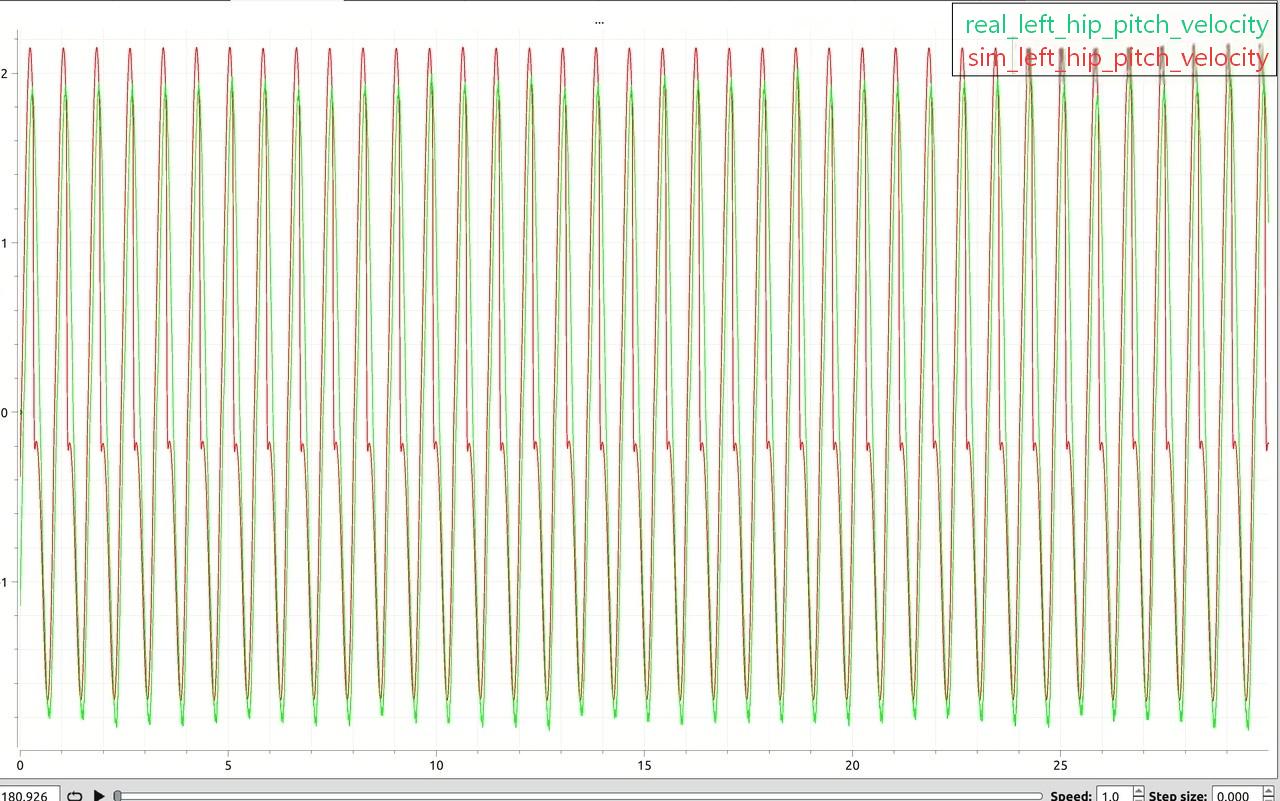 ...
real_left_hip_pitch_velocity
sim_left_hip_pitch_velocity
2
1
0
-1
0 5 10 15 20 25
180.926 Speed: 1.0 Step size: 0.000